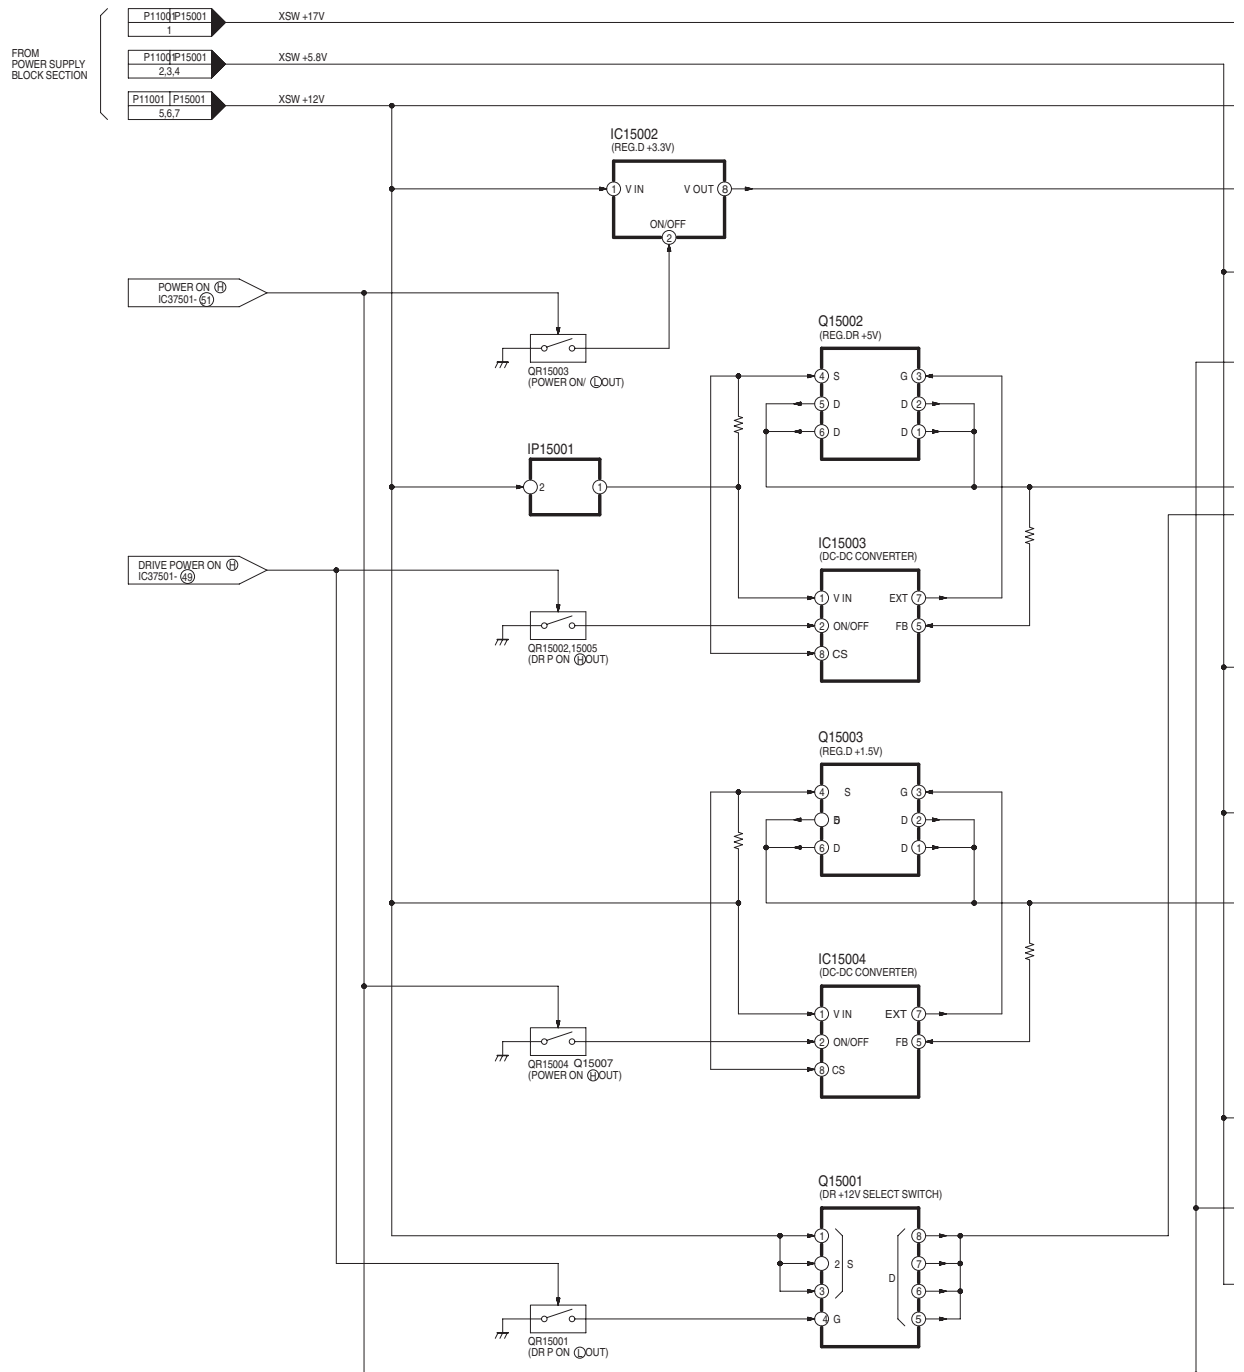 P11001 P15001
1
XSW +17V
FROM
POWER SUPPLY
BLOCK SECTION
P11001 P15001
2,3,4
XSW +5.8V
P11001 P15001
5,6,7
XSW +12V
IC15002
(REG.D +3.3V)
1 V IN V OUT 8
ON/OFF
2
POWER ON H
IC37501- 51
QR15003
(POWER ON/ L OUT)
Q15002
(REG.DR +5V)
4 S G 3
5 D D 2
6 D D 1
IP15001
2 1
DRIVE POWER ON H
IC37501- 49
IC15003
(DC-DC CONVERTER)
1 V IN EXT 7
2 ON/OFF FB 5
8 CS
QR15002,15005
(DR P ON H OUT)
Q15003
(REG.D +1.5V)
4 S G 3
5 D D 2
6 D D 1
IC15004
(DC-DC CONVERTER)
1 V IN EXT 7
2 ON/OFF FB 5
8 CS
QR15004 Q15007
(POWER ON H OUT)
Q15001
(DR +12V SELECT SWITCH)
1 8
2 S 7
D
3 6
4 G 5
QR15001
(DR P ON L OUT)